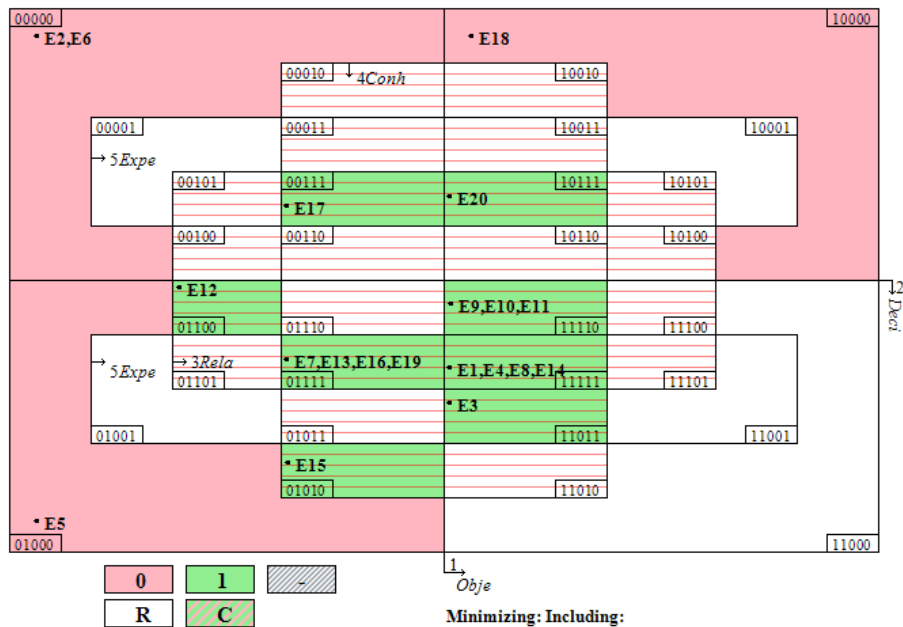 00000 10000
E2,E6 E18
00010 4Conh 10010
00001 00011 10011 10001
5Expe
00101 00111 10111 10101
E17 E20
00100 00110 10110 10100
E12 2
E9,E10,E11 Deci
01100 01110 11110 11100
5Expe 3Rela E7,E13,E16,E19 E1,E4,E8,E14
01101 01111 11111 11101
E3
01001 01011 11011 11001
E15
01010 11010
E5
01000 11000
0 1 - 1
Obje
R C Minimizing: Including: